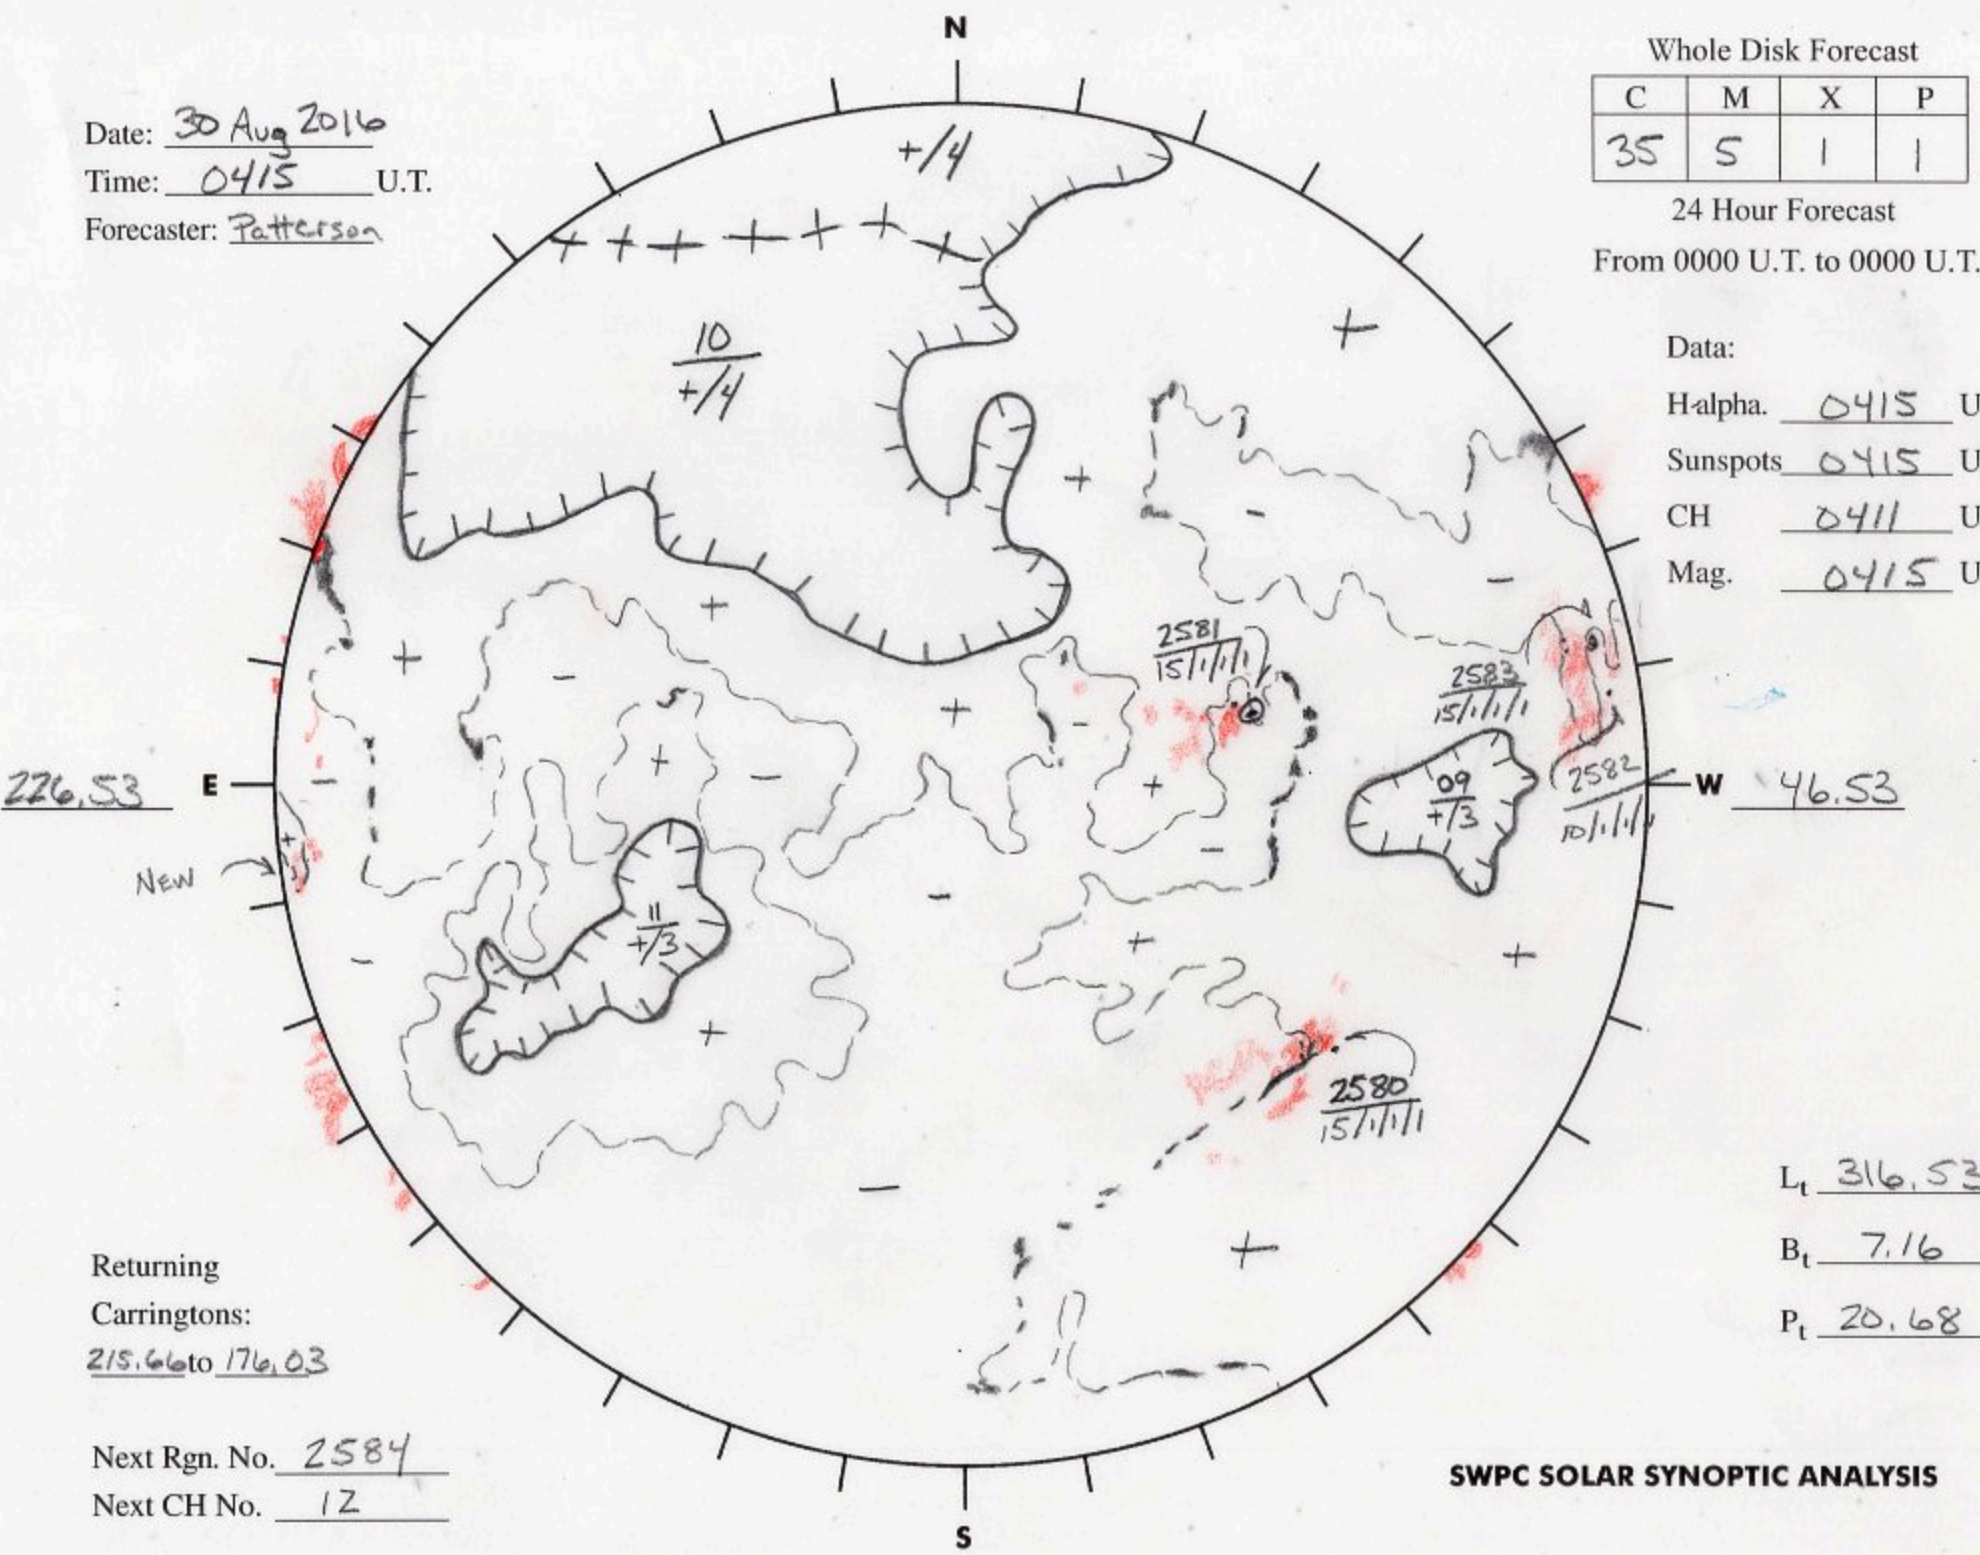 N
Whole Disk Forecast
C M X P
35 5 1 1
24 Hour Forecast
From 0000 U.T. to 0000 U.T.
Date: 30 Aug 2016
Time: 0415 U.T.
Forecaster: Patterson
+/4
10
+/4
Data:
H-alpha. 0415 U
Sunspots 0415 U
CH 0411 U
Mag. 0415 U
2581
15/1/1/1
2583
15/1/1/1
226.53 E
W 46.53
09
+/3
2582
10/1/1/1
NEW
11
+/3
2580
15/1/1/1
Lt 316.53
Bt 7.16
Pt 20.68
Returning
Carringtons:
215.66 to 176.03
Next Rgn. No. 2584
Next CH No. 12
SWPC SOLAR SYNOPTIC ANALYSIS
S